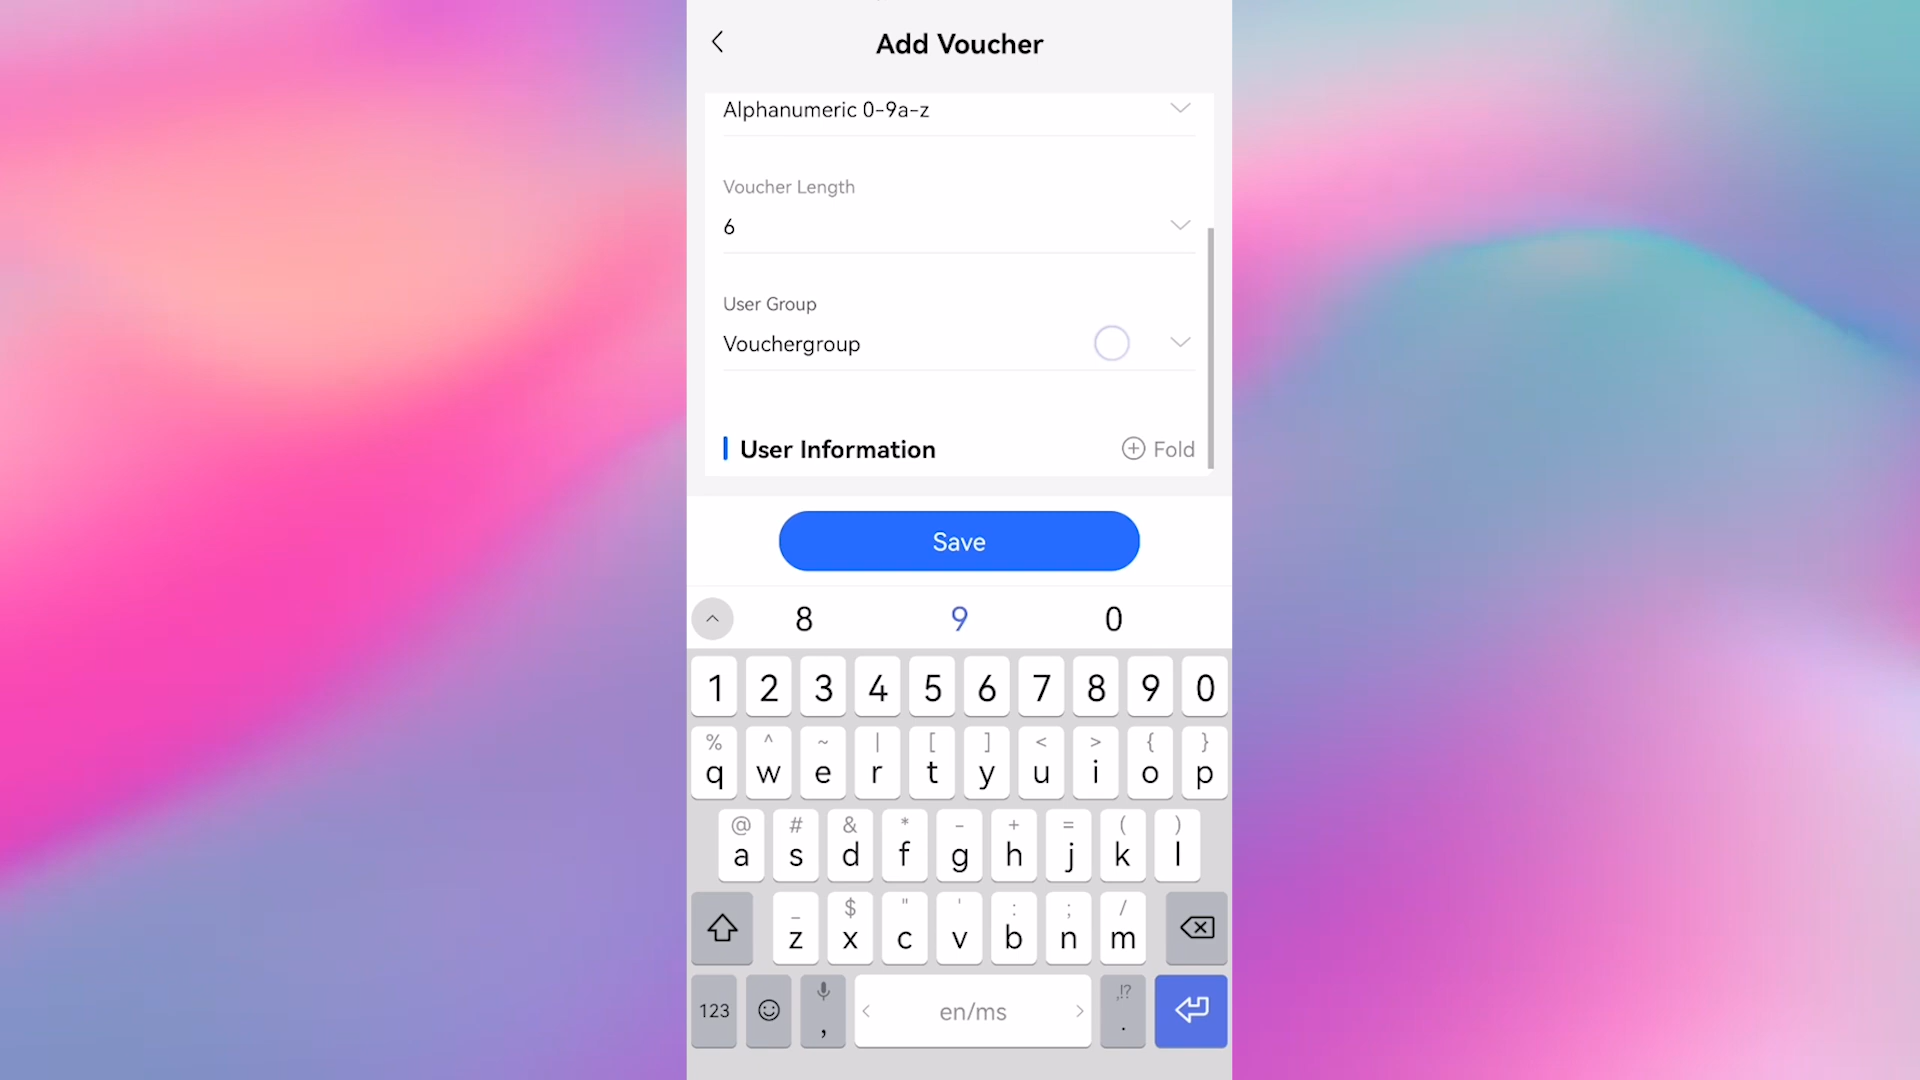 Add Voucher
Alphanumeric 0-9a-z
Voucher Length
6
User Group
Vouchergroup
User Information
Fold
Save
8 9 0
1 2 3 4 5 6 7 8 9 0
% ^ ~ | [ ] < > { }
q w e r t y u i o p
@ # & * - + = ( )
a s d f g h j k l
_ $ " ' : ; /
z x c v b n m
,!?
123 , < en/ms > .